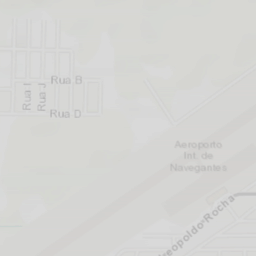 Rua B
Rua I
Rua J
Rua D
Aeroporto
Int. de
Navegantes
Leopoldo-Rocha